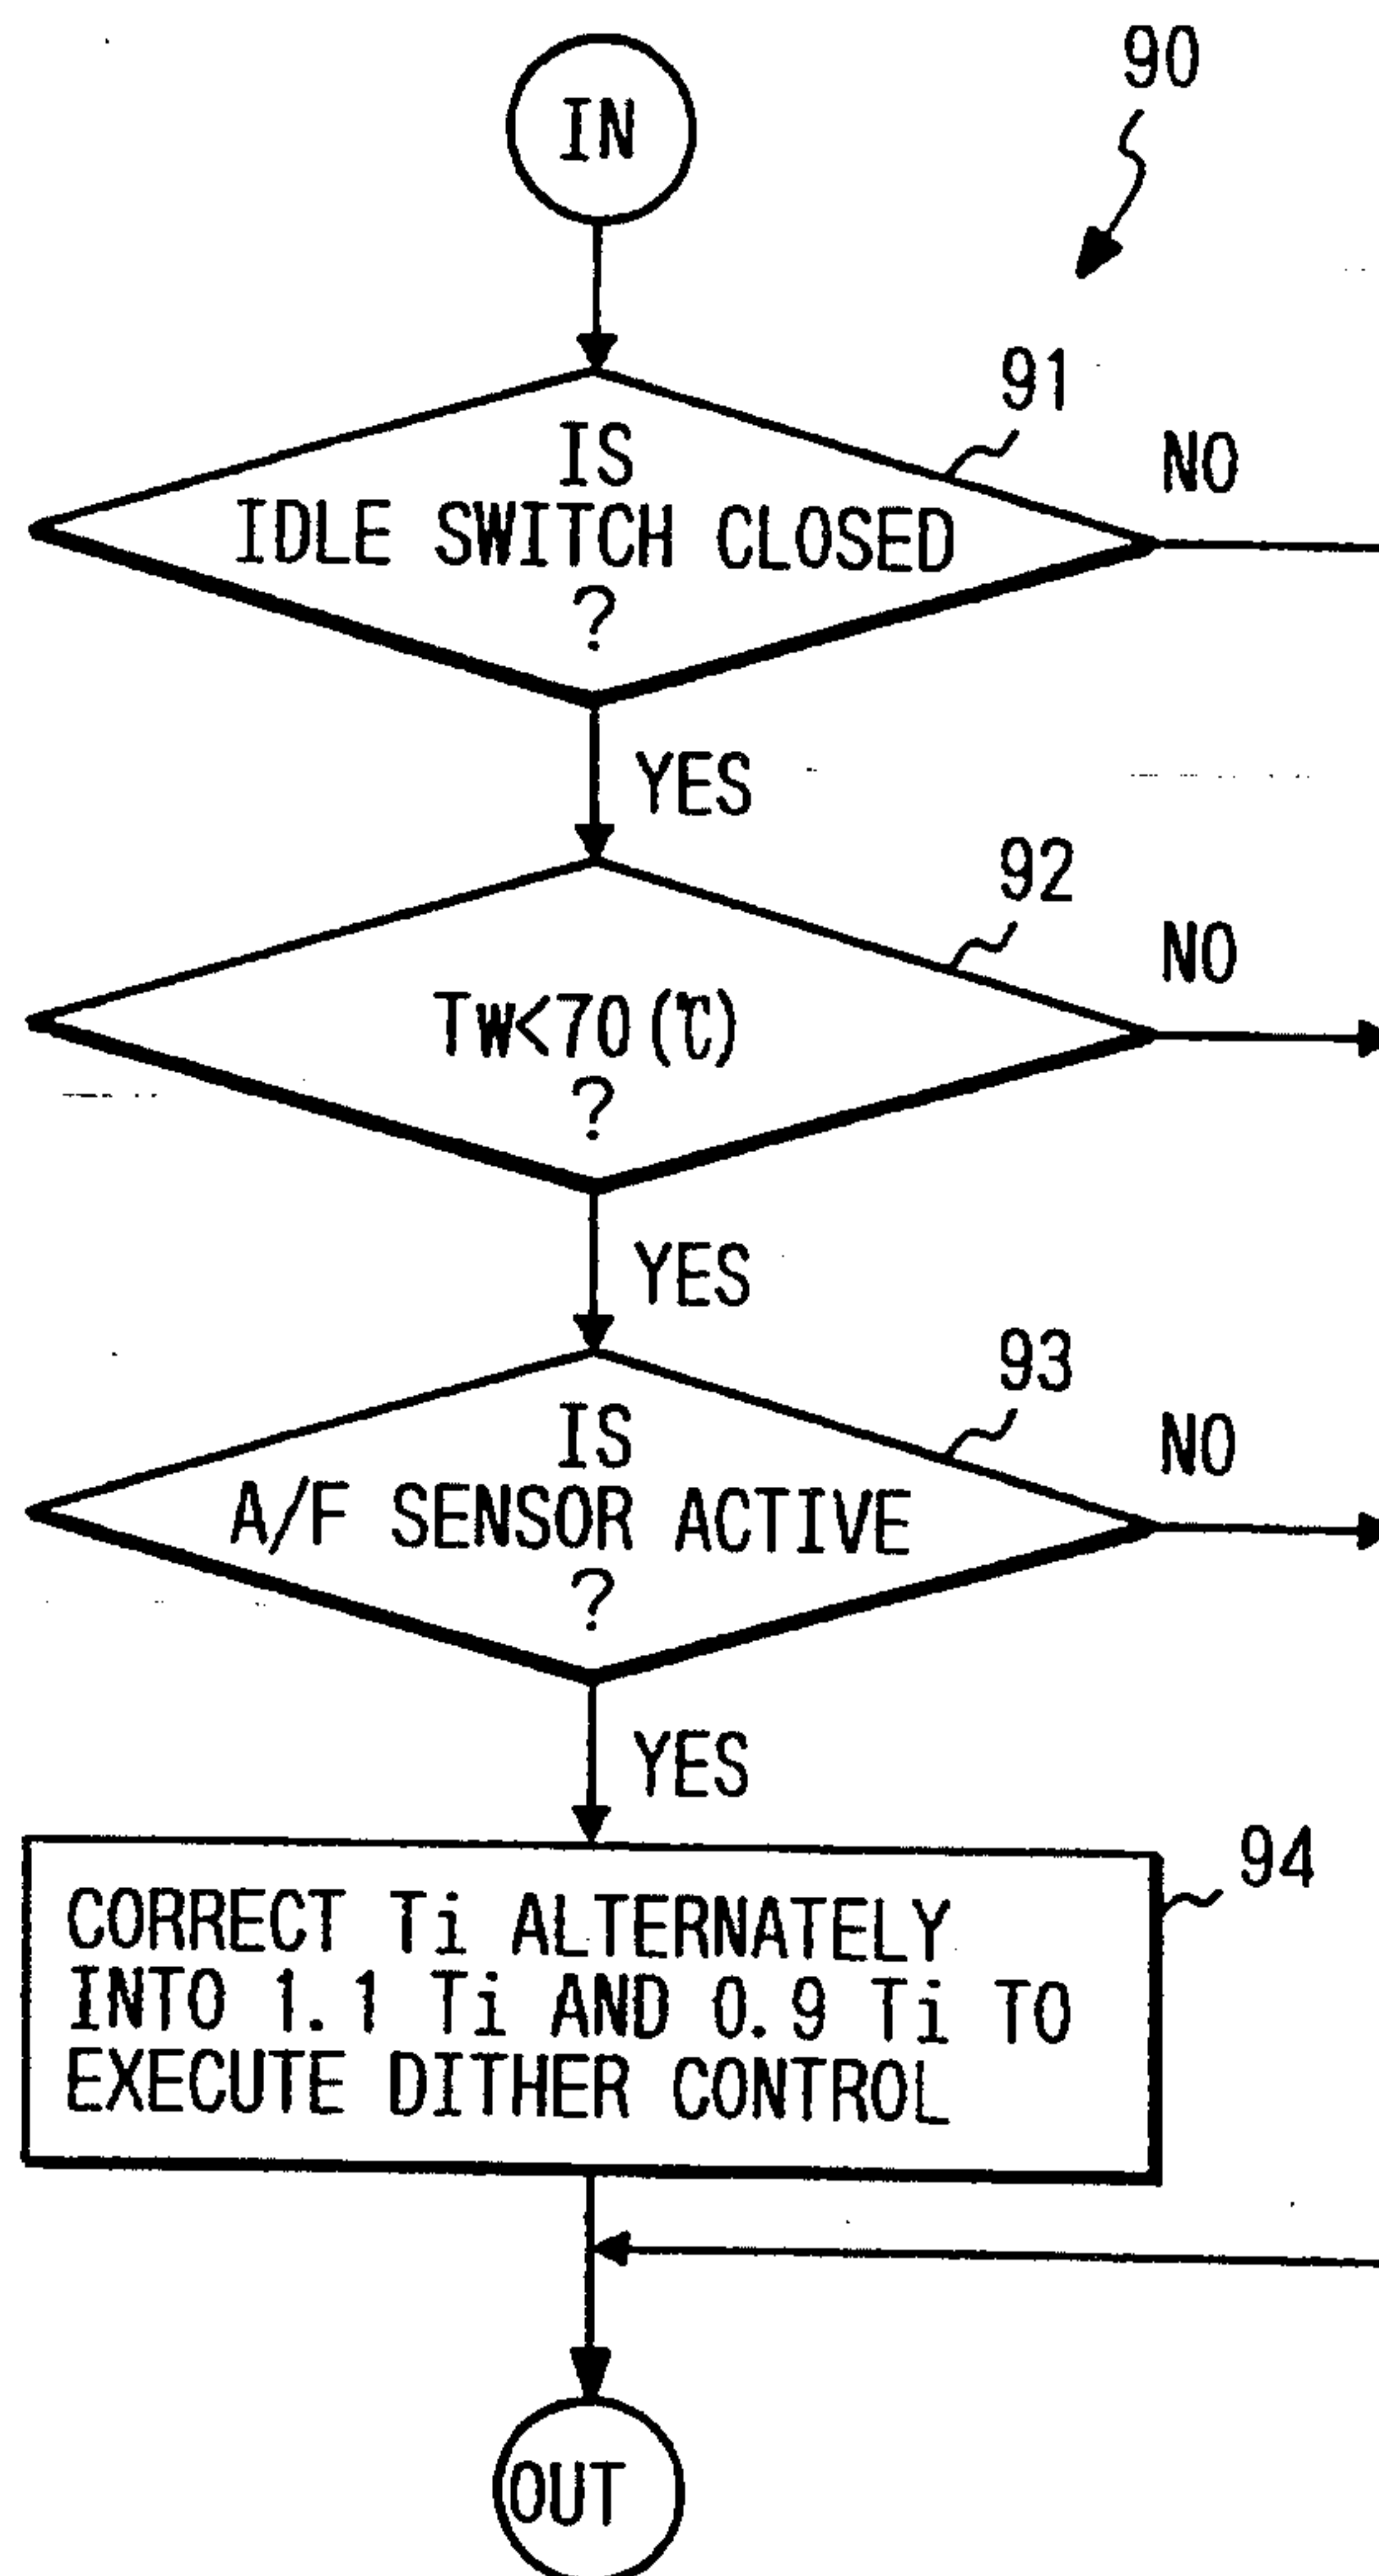 IN
90
91
IS
IDLE SWITCH CLOSED
?
NO
YES
92
Tw<70(℃)
?
NO
YES
93
IS
A/F SENSOR ACTIVE
?
NO
YES
94
CORRECT Ti ALTERNATELY
INTO 1.1 Ti AND 0.9 Ti TO
EXECUTE DITHER CONTROL
OUT